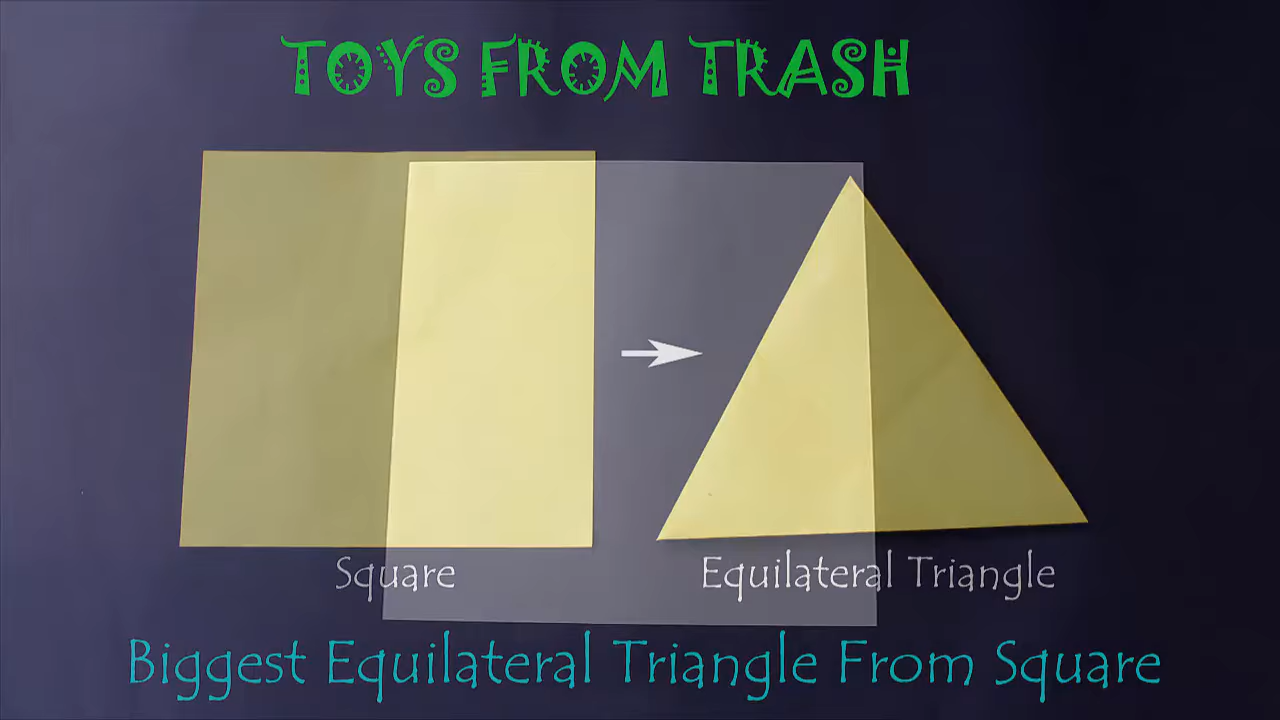 TOYS FROM TRASH
Square
Equilateral Triangle
Biggest Equilateral Triangle From Square